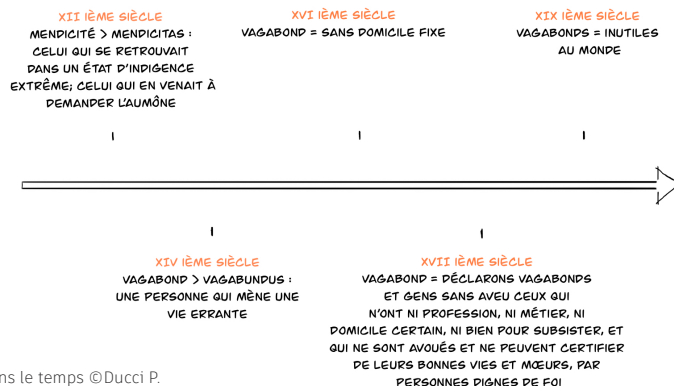 XII IÈME SIÈCLE
MENDICITÉ > MENDICITAS :
CELUI QUI SE RETROUVAIT
DANS UN ÉTAT D'INDIGENCE
EXTRÊME; CELUI QUI EN VENAIT À
DEMANDER L'AUMÔNE
XVI IÈME SIÈCLE
VAGABOND = SANS DOMICILE FIXE
XIX IÈME SIÈCLE
VAGABONDS = INUTILES
AU MONDE
XIV IÈME SIÈCLE
VAGABOND > VAGABUNDUS :
UNE PERSONNE QUI MÈNE UNE
VIE ERRANTE
XVII IÈME SIÈCLE
VAGABOND = DÉCLARONS VAGABONDS
ET GENS SANS AVEU CEUX QUI
N'ONT NI PROFESSION, NI MÉTIER, NI
DOMICILE CERTAIN, NI BIEN POUR SUBSISTER, ET
QUI NE SONT AVOUÉS ET NE PEUVENT CERTIFIER
DE LEURS BONNES VIES ET MŒURS, PAR
PERSONNES DIGNES DE FOI
ns le temps ©Ducci P.